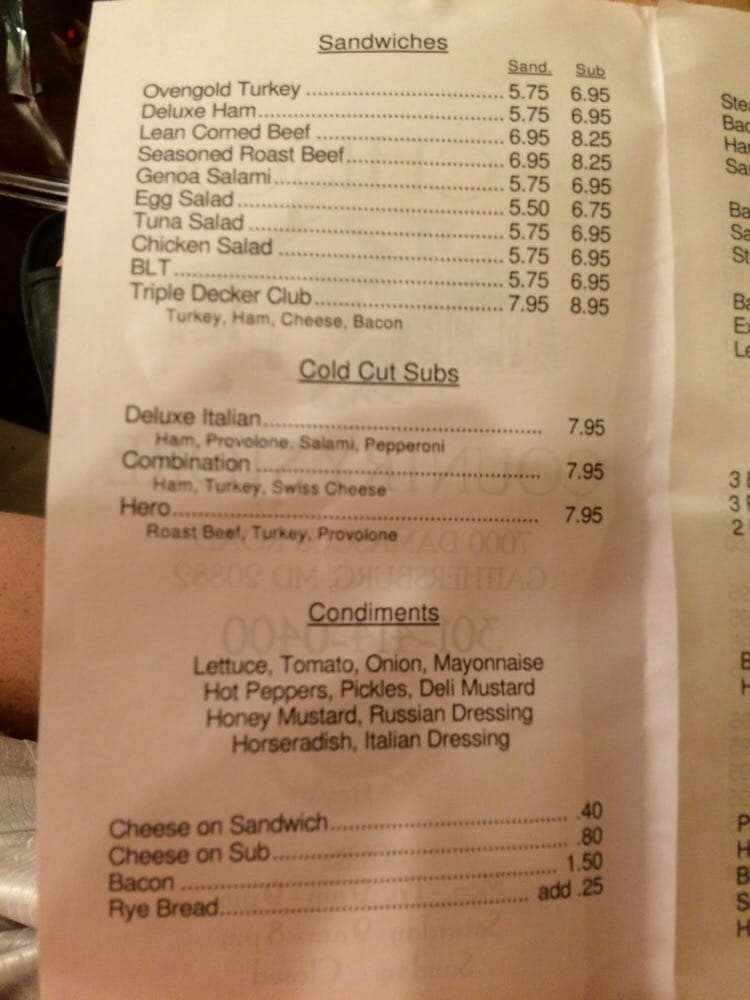 Sandwiches
Sand. Sub
Ovengold Turkey 5.75 6.95
Deluxe Ham 5.75 6.95
Lean Corned Beef 6.95 8.25
Seasoned Roast Beef 6.95 8.25
Genoa Salami 5.75 6.95
Egg Salad 5.50 6.75
Tuna Salad 5.75 6.95
Chicken Salad 5.75 6.95
BLT 5.75 6.95
Triple Decker Club 7.95 8.95
Turkey, Ham, Cheese, Bacon
Cold Cut Subs
Deluxe Italian 7.95
Ham, Provolone, Salami, Pepperoni
Combination 7.95
Ham, Turkey, Swiss Cheese
Hero 7.95
Roast Beef, Turkey, Provolone
Condiments
Lettuce, Tomato, Onion, Mayonnaise
Hot Peppers, Pickles, Deli Mustard
Honey Mustard, Russian Dressing
Horseradish, Italian Dressing
Cheese on Sandwich .40
Cheese on Sub .80
Bacon 1.50
Rye Bread add .25